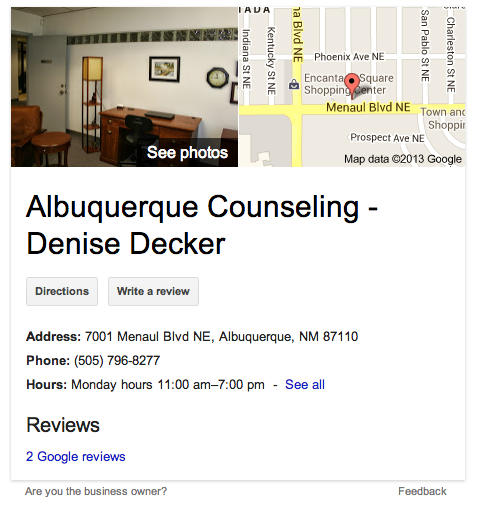 See photos
TADA
Indiana St NE
Kentucky St NE
Blvd NE
San Pablo St NE
Charleston St NE
Phoenix Ave NE
Encanta Square
Shopping Center
Menaul Blvd NE
Town and
Shoppin
Prospect Ave NE
Map data ©2013 Google
Albuquerque Counseling -
Denise Decker
Directions Write a review
Address: 7001 Menaul Blvd NE, Albuquerque, NM 87110
Phone: (505) 796-8277
Hours: Monday hours 11:00 am–7:00 pm - See all
Reviews
2 Google reviews
Are you the business owner? Feedback